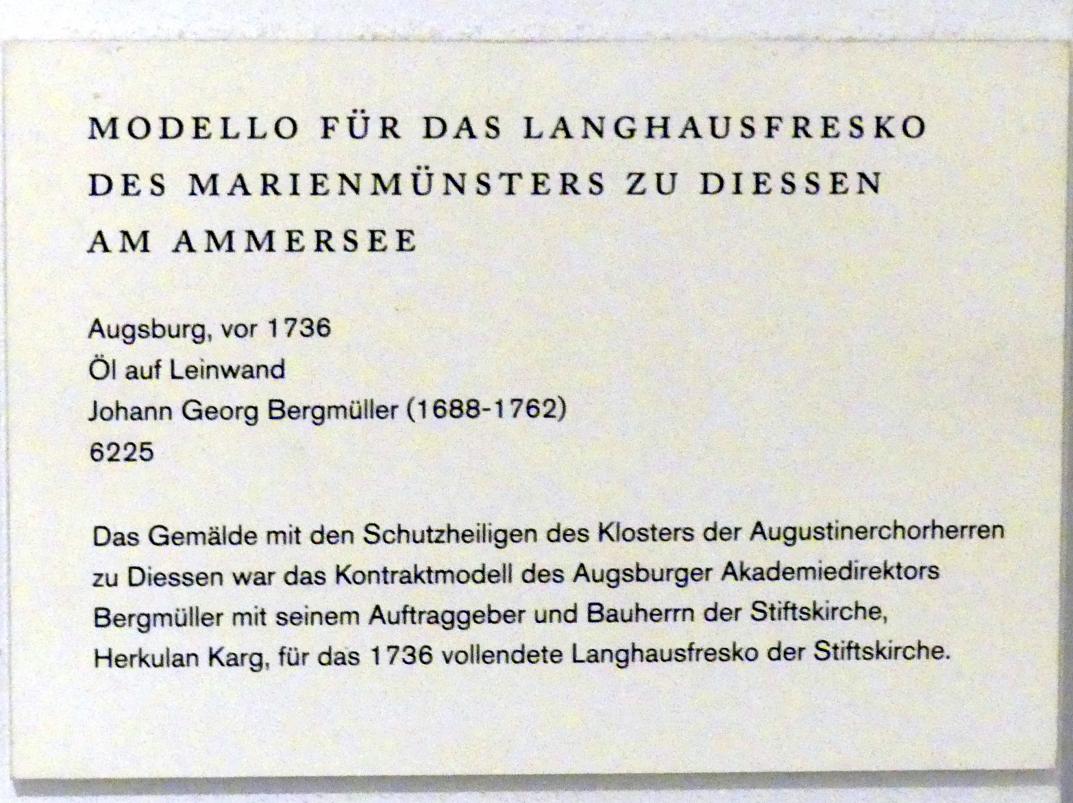 MODELLO FÜR DAS LANGHAUSFRESKO
DES MARIENMÜNSTERS ZU DIESSEN
AM AMMERSEE
Augsburg, vor 1736
Öl auf Leinwand
Johann Georg Bergmüller (1688-1762)
6225
Das Gemälde mit den Schutzheiligen des Klosters der Augustinerchorherren
zu Diessen war das Kontraktmodell des Augsburger Akademiedirektors
Bergmüller mit seinem Auftraggeber und Bauherrn der Stiftskirche,
Herkulan Karg, für das 1736 vollendete Langhausfresko der Stiftskirche.